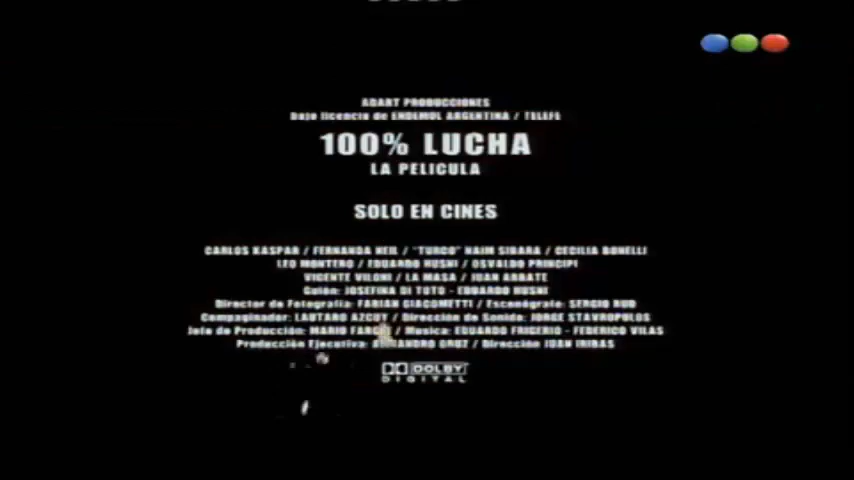 ADART PRODUCCIONES
bajo licencia de ENDEMOL ARGENTINA / TELEFE
100% LUCHA
LA PELICULA
SOLO EN CINES
CARLOS KASPAR / FERNANDA NEIL / "TURCO" NAIM SIBARA / CECILIA BONELLI
LEO MONTERO / EDUARDO HUSNI / OSVALDO PRINCIPI
VICENTE VILONI / LA MASA / JUAN ABBATE
Guión: JOSEFINA DI TOTO - EDUARDO HUSNI
Director de Fotografía: FABIAN GIACOMETTI / Escenógrafo: SERGIO RUD
Compaginador: LAUTARO AZCUY / Dirección de Sonido: JORGE STAVROPULOS
Jefe de Producción: MARIO / Musica: EDUARDO FRIGERIO - FEDERICO VILAS
Producción Ejecutiva: / Dirección JUAN IRIBAS
DOLBY
DIGITAL